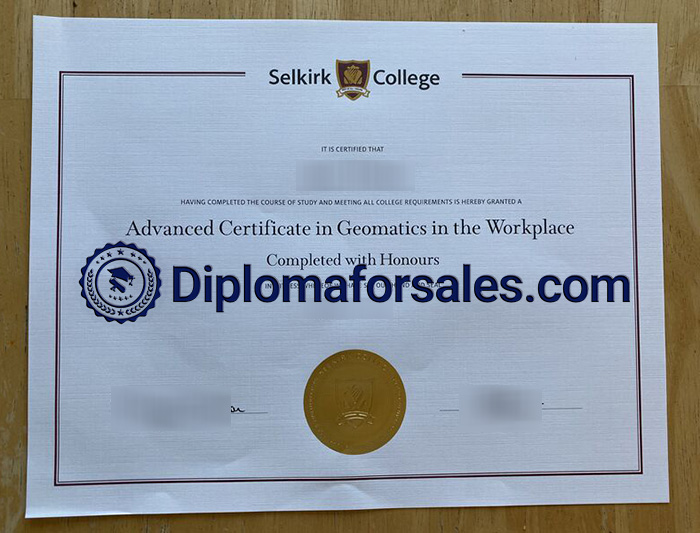 Selkirk College
IT IS CERTIFIED THAT
HAVING COMPLETED THE COURSE OF STUDY AND MEETING ALL COLLEGE REQUIREMENTS IS HEREBY GRANTED A
Advanced Certificate in Geomatics in the Workplace
Completed with Honours
Diplomaforsales.com